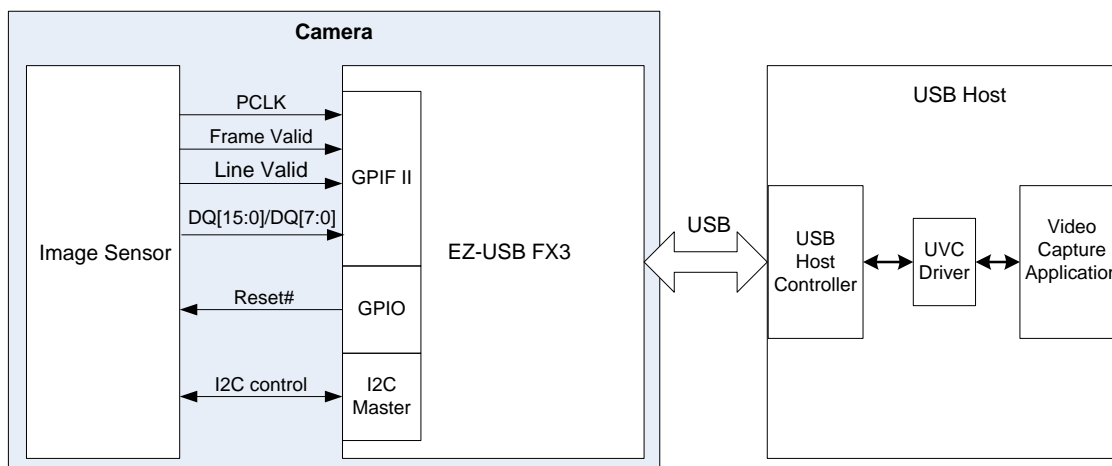 Camera
Image Sensor
PCLK
Frame Valid
Line Valid
DQ[15:0]/DQ[7:0]
Reset#
I2C control
GPIF II
GPIO
I2C
Master
EZ-USB FX3
USB
USB Host
USB
Host
Controller
UVC
Driver
Video
Capture
Application